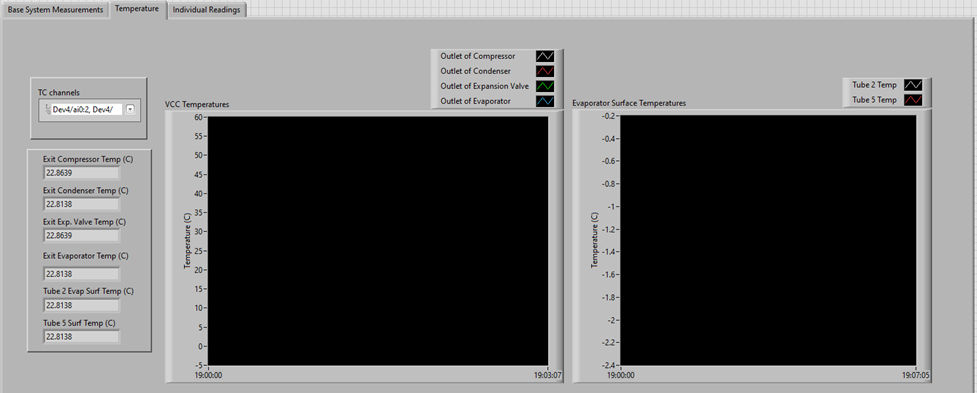 Base System Measurements
Temperature
Individual Readings
TC channels
Dev4/ai0:2, Dev4/
Exit Compressor Temp (C)
22.8639
Exit Condenser Temp (C)
22.8138
Exit Exp. Valve Temp (C)
22.8639
Exit Evaporator Temp (C)
22.8138
Tube 2 Evap Surf Temp (C)
22.8138
Tube 5 Surf Temp (C)
22.8138
Outlet of Compressor
Outlet of Condenser
Outlet of Expansion Valve
Outlet of Evaporator
VCC Temperatures
Temperature (C)
60
55
50
45
40
35
30
25
20
15
10
5
0
-5
19:00:00
19:03:07
Tube 2 Temp
Tube 5 Temp
Evaporator Surface Temperatures
Temperature (C)
-0.2
-0.4
-0.6
-0.8
-1
-1.2
-1.4
-1.6
-1.8
-2
-2.2
-2.4
19:00:00
19:07:05